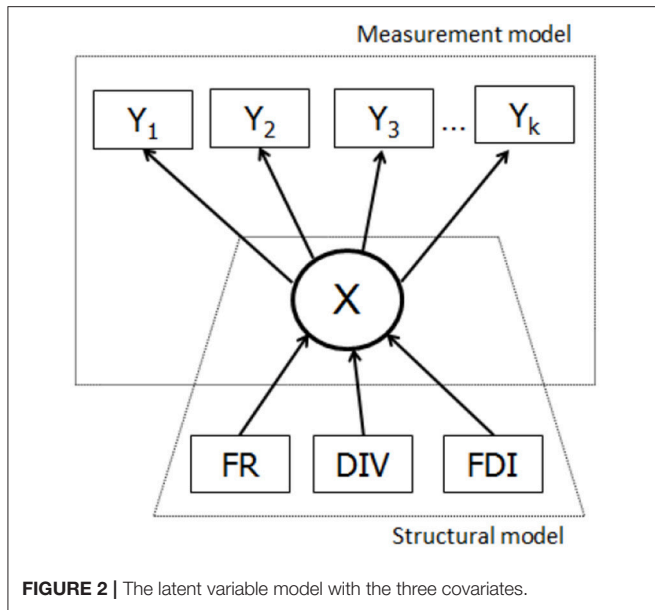 Measurement model
Y1 Y2 Y3 ... Yk
X
FR DIV FDI
Structural model
FIGURE 2 | The latent variable model with the three covariates.